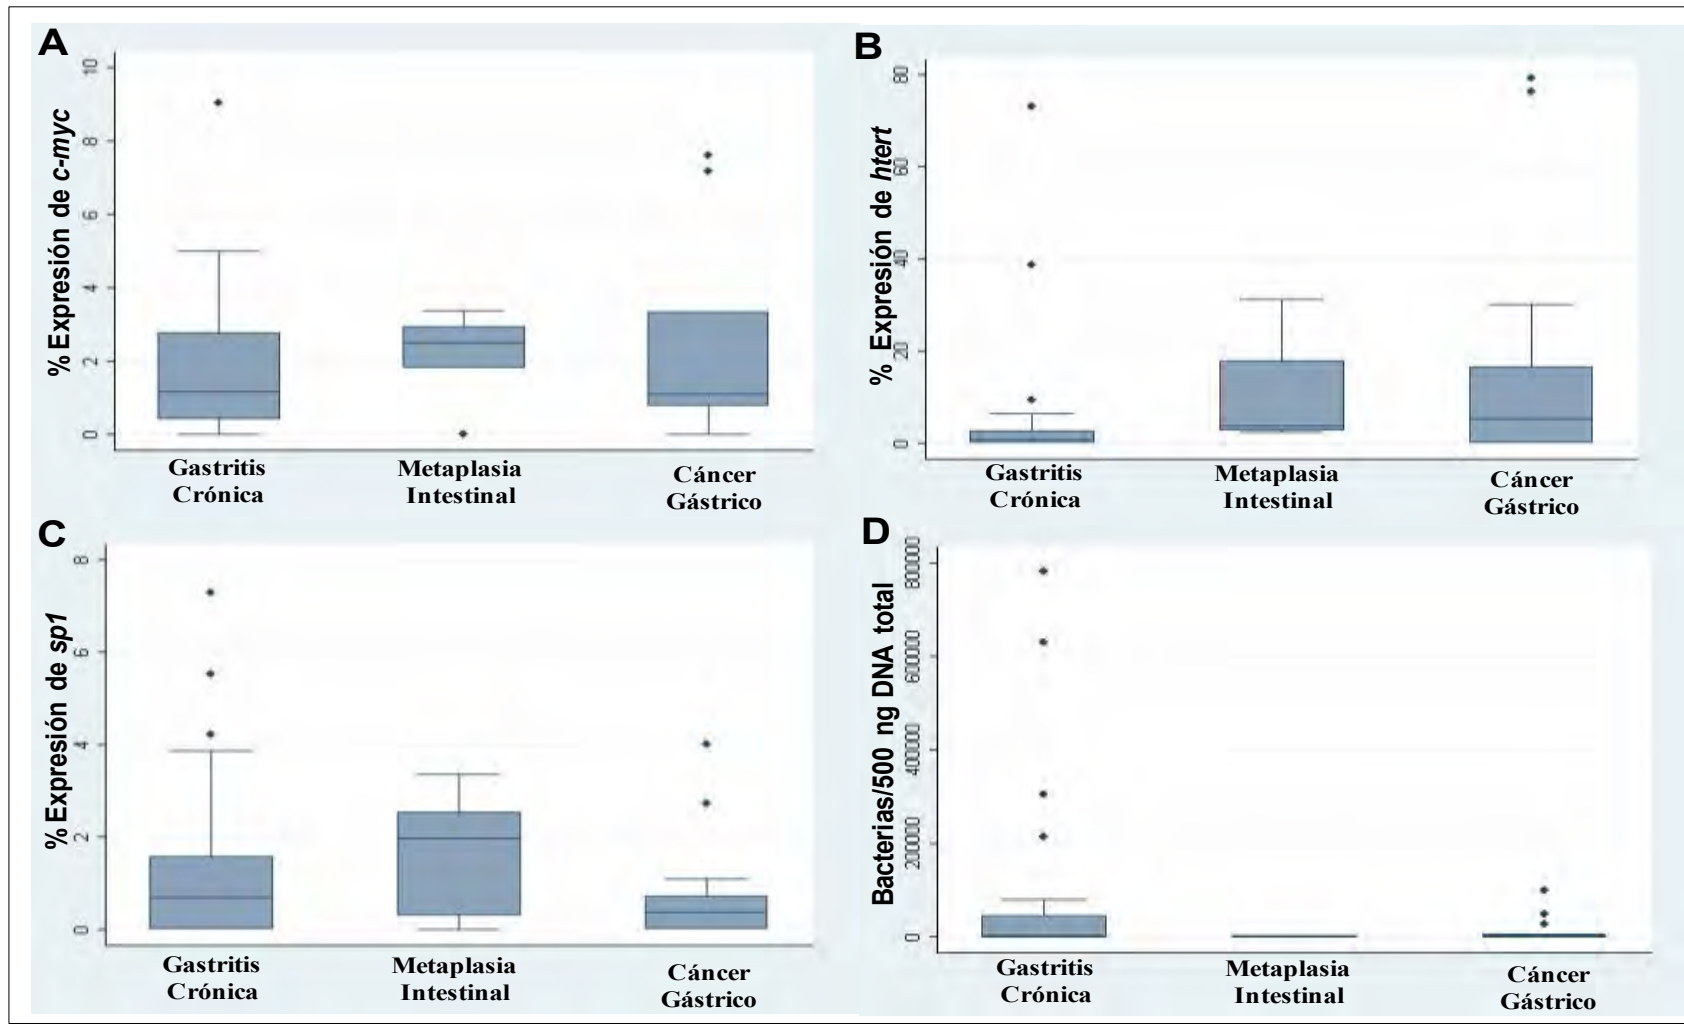 A
% Expresión de c-myc
10
8
6
4
2
0
Gastritis
Crónica
Metaplasia
Intestinal
Cáncer
Gástrico
B
% Expresión de htert
80
60
40
20
0
Gastritis
Crónica
Metaplasia
Intestinal
Cáncer
Gástrico
C
% Expresión de sp1
8
6
4
2
0
Gastritis
Crónica
Metaplasia
Intestinal
Cáncer
Gástrico
D
Bacterias/500 ng DNA total
800000
600000
400000
200000
0
Gastritis
Crónica
Metaplasia
Intestinal
Cáncer
Gástrico